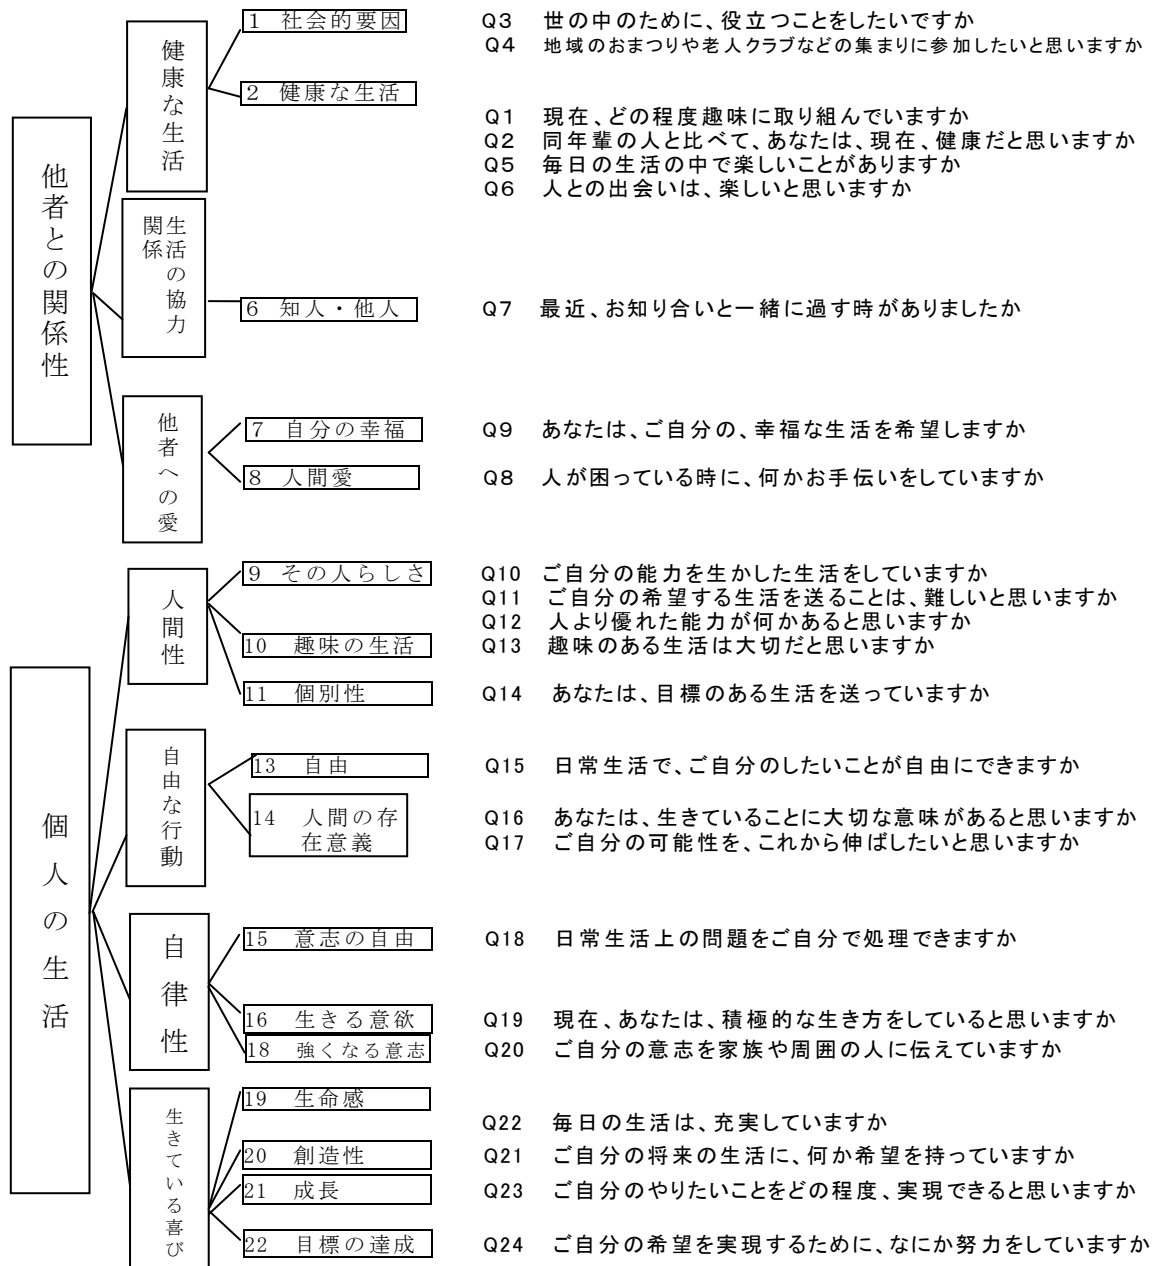 他者との関係性
健康な生活
1 社会的要因
Q3 世の中のために、役立つことをしたいですか
Q4 地域のおまつりや老人クラブなどの集まりに参加したいと思いますか
2 健康な生活
Q1 現在、どの程度趣味に取り組んでいますか
Q2 同年輩の人と比べて、あなたは、現在、健康だと思いますか
Q5 毎日の生活の中で楽しいことがありますか
Q6 人との出会いは、楽しいと思いますか
生活の協力
関係
6 知人・他人
Q7 最近、お知り合いと一緒に過す時がありましたか
他者への愛
7 自分の幸福
Q9 あなたは、ご自分の、幸福な生活を希望しますか
8 人間愛
Q8 人が困っている時に、何かお手伝いをしていますか
個人の生活
人間性
9 その人らしさ
Q10 ご自分の能力を生かした生活をしていますか
Q11 ご自分の希望する生活を送ることは、難しいと思いますか
Q12 人より優れた能力が何かあると思いますか
10 趣味の生活
Q13 趣味のある生活は大切だと思いますか
11 個別性
Q14 あなたは、目標のある生活を送っていますか
自由な行動
13 自由
Q15 日常生活で、ご自分のしたいことが自由にできますか
14 人間の存
在意義
Q16 あなたは、生きていることに大切な意味があると思いますか
Q17 ご自分の可能性を、これから伸ばしたいと思いますか
自律性
15 意志の自由
Q18 日常生活上の問題をご自分で処理できますか
16 生きる意欲
Q19 現在、あなたは、積極的な生き方をしていると思いますか
18 強くなる意志
Q20 ご自分の意志を家族や周囲の人に伝えていますか
生きている喜び
19 生命感
Q22 毎日の生活は、充実していますか
20 創造性
Q21 ご自分の将来の生活に、何か希望を持っていますか
21 成長
Q23 ご自分のやりたいことをどの程度、実現できると思いますか
22 目標の達成
Q24 ご自分の希望を実現するために、なにか努力をしていますか